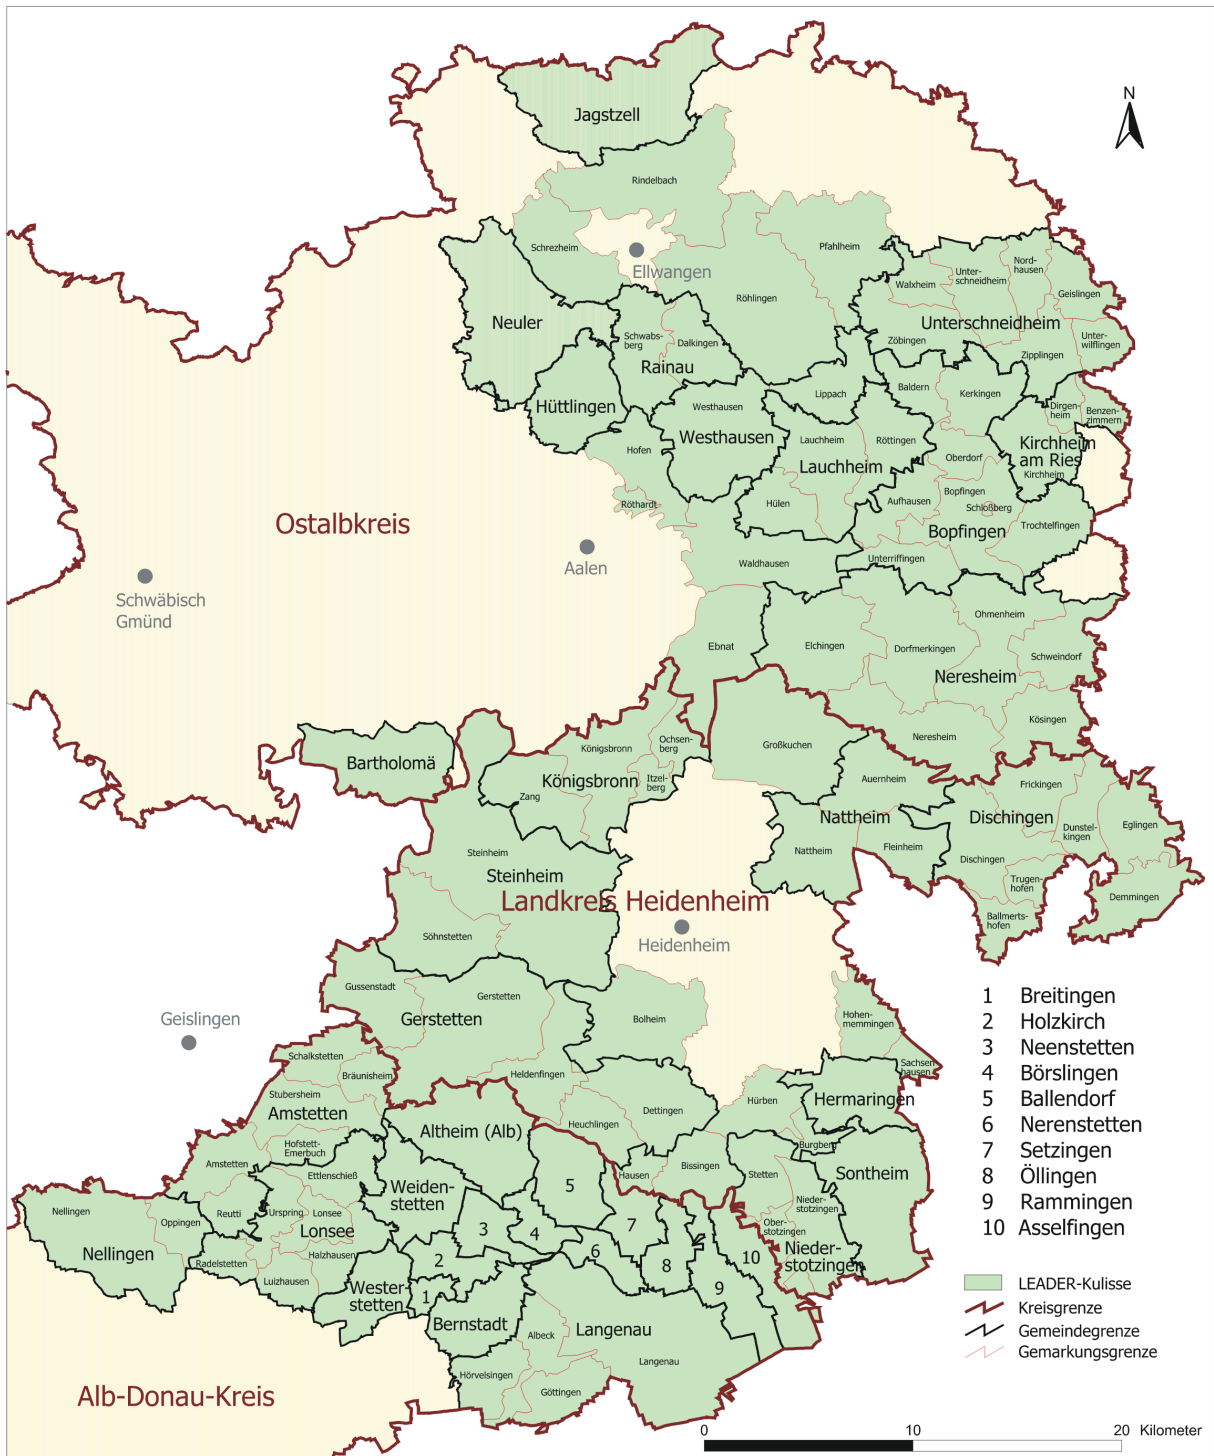 N
Jagstzell
Rindelbach
Schrezheim
Ellwangen
Pfahlheim
Röhlingen
Neuler
Nord-
hausen
Unter-
schneidheim
Walxheim
Geislingen
Unterschneidheim
Zöbingen
Zipplingen
Unter-
wilflingen
Schwabs-
berg
Dalkingen
Rainau
Hüttlingen
Westhausen
Westhausen
Lippach
Baldern
Kerkingen
Dirgen-
heim
Benzen-
zimmern
Kirchheim
am Ries
Kirchheim
Hofen
Lauchheim
Röttingen
Lauchheim
Oberdorf
Hülen
Aufhausen
Bopfingen
Schloßberg
Bopfingen
Trochtelfingen
Unterriffingen
Röthardt
Ostalbkreis
Aalen
Schwäbisch
Gmünd
Waldhausen
Ebnat
Elchingen
Dorfmerkingen
Ohmenheim
Schweindorf
Neresheim
Kösingen
Neresheim
Bartholomä
Königsbronn
Ochsen-
berg
Königsbronn
Itzel-
berg
Zang
Großkuchen
Auernheim
Nattheim
Nattheim
Fleinheim
Frickingen
Dischingen
Dunstel-
kingen
Eglingen
Dischingen
Trugen-
hofen
Demmingen
Ballmerts-
hofen
Steinheim
Steinheim
Landkreis Heidenheim
Heidenheim
Söhnstetten
Gussenstadt
Gerstetten
Gerstetten
Heldenfingen
Bolheim
Hohen-
memmingen
Sachsen
hausen
Hermaringen
Hürben
Burgberg
Dettingen
Heuchlingen
Hausen
Bissingen
Stetten
Sontheim
Nieder-
stotzingen
Ober-
stotzingen
Nieder-
stotzingen
Geislingen
Schalkstetten
Bräunisheim
Stubersheim
Amstetten
Hofstett-
Emerbuch
Amstetten
Altheim (Alb)
Ettlenschieß
Weiden-
stetten
Nellingen
Oppingen
Nellingen
Reutti
Urspring
Lonsee
Lonsee
Radelstetten
Halzhausen
Luizhausen
Wester-
stetten
Bernstadt
Albeck
Langenau
Langenau
Hörvelsingen
Göttingen
Alb-Donau-Kreis
1
2
3
4
5
6
7
8
9
10
1 Breitingen
2 Holzkirch
3 Neenstetten
4 Börslingen
5 Ballendorf
6 Nerenstetten
7 Setzingen
8 Öllingen
9 Rammingen
10 Asselfingen
LEADER-Kulisse
Kreisgrenze
Gemeindegrenze
Gemarkungsgrenze
0 10 20 Kilometer